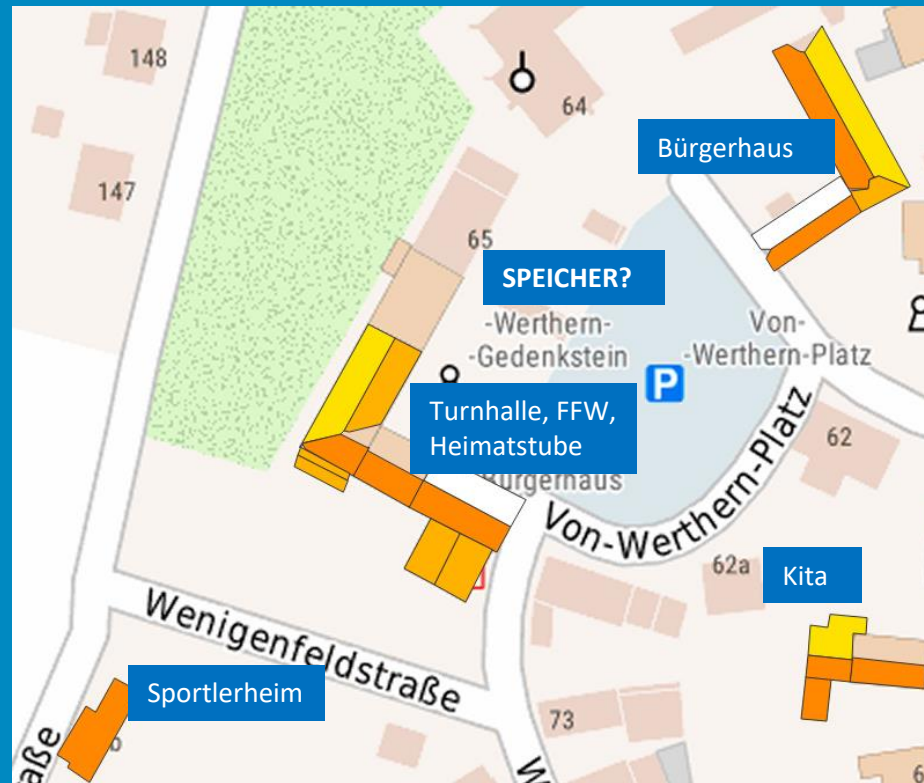 148
64
Bürgerhaus
147
65
SPEICHER?
-Werthern-
-Gedenkstein
Von-
-Werthern-Platz
P
Turnhalle, FFW,
Heimatstube
62
Bürgerhaus
Von-Werthern-Platz
62a
Kita
Wenigenfeldstraße
Sportlerheim
73
aße
W
6